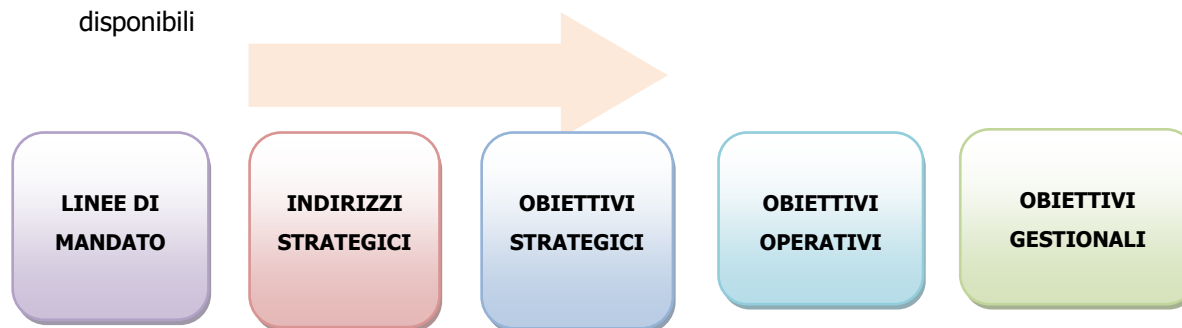 disponibili
LINEE DI
MANDATO
INDIRIZZI
STRATEGICI
OBIETTIVI
STRATEGICI
OBIETTIVI
OPERATIVI
OBIETTIVI
GESTIONALI